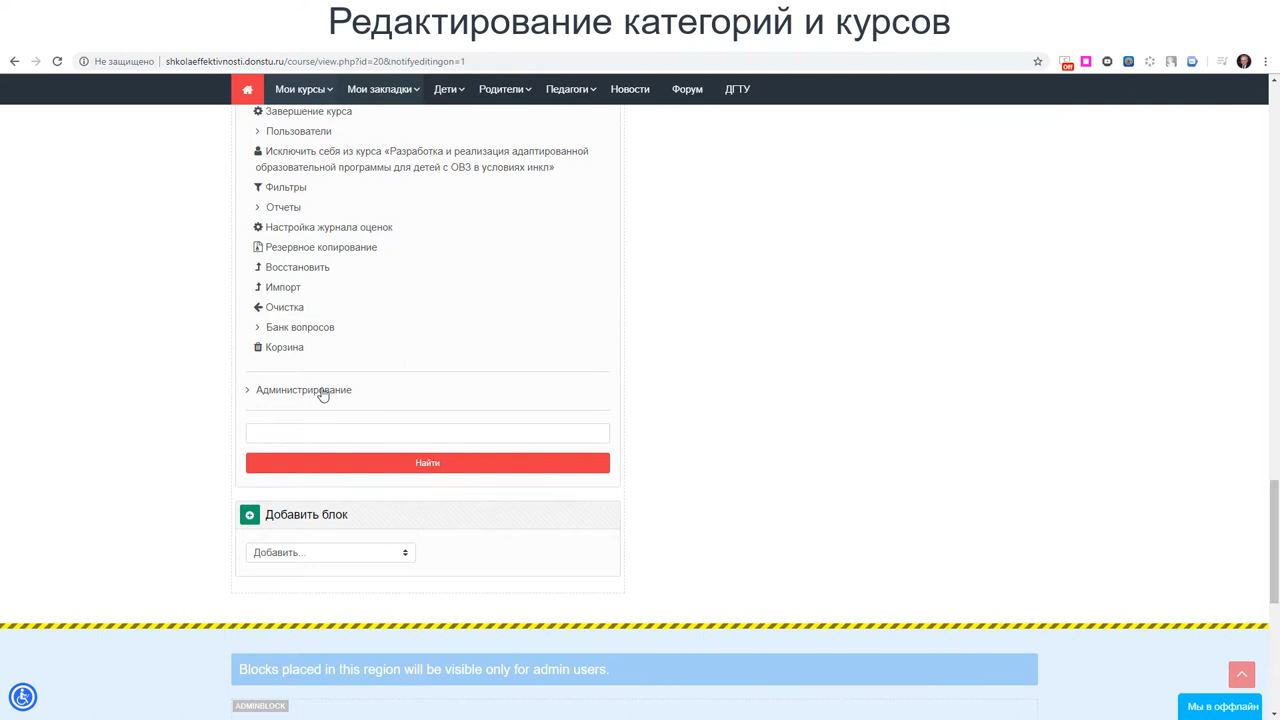 Редактирование категорий и курсов
Не защищено shkolaeffektivnosti.donstu.ru/course/view.php?id=208&notifyeditingon=1
Off
Мои курсы Мои закладки Дети Родители Педагоги Новости Форум ДГТУ
Завершение курса
Пользователи
Исключить себя из курса «Разработка и реализация адаптированной
образовательной программы для детей с ОВЗ в условиях инкл»
Фильтры
Отчеты
Настройка журнала оценок
Резервное копирование
Восстановить
Импорт
Очистка
Банк вопросов
Корзина
Администрирование
Найти
Добавить блок
Добавить...
Blocks placed in this region will be visible only for admin users.
ADMINBLOCK
Мы в оффлайн